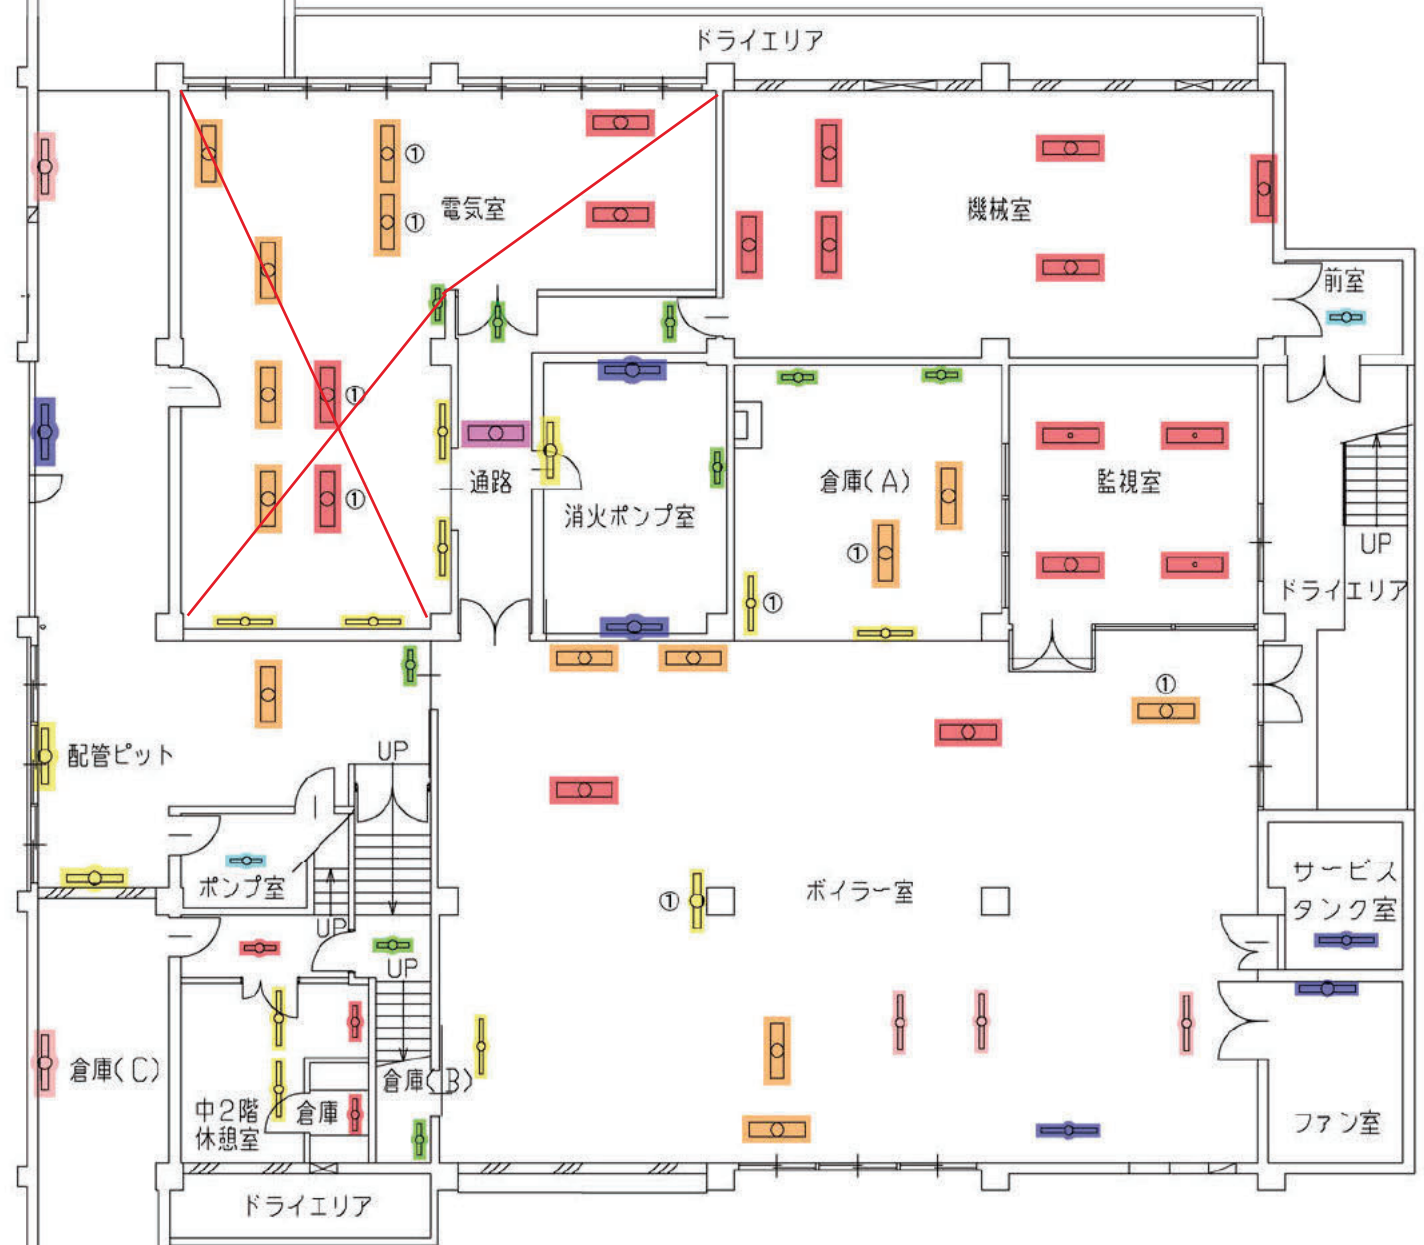 ドライエリア
①
電気室
①
機械室
前室
①
通路
倉庫(A)
監視室
①
消火ポンプ室
①
UP
①
ドライエリア
①
配管ピット
UP
ポンプ室
①
ボイラー室
サービス
タンク室
UP
UP
倉庫(C)
倉庫(B)
中2階
休憩室
倉庫
ファン室
ドライエリア